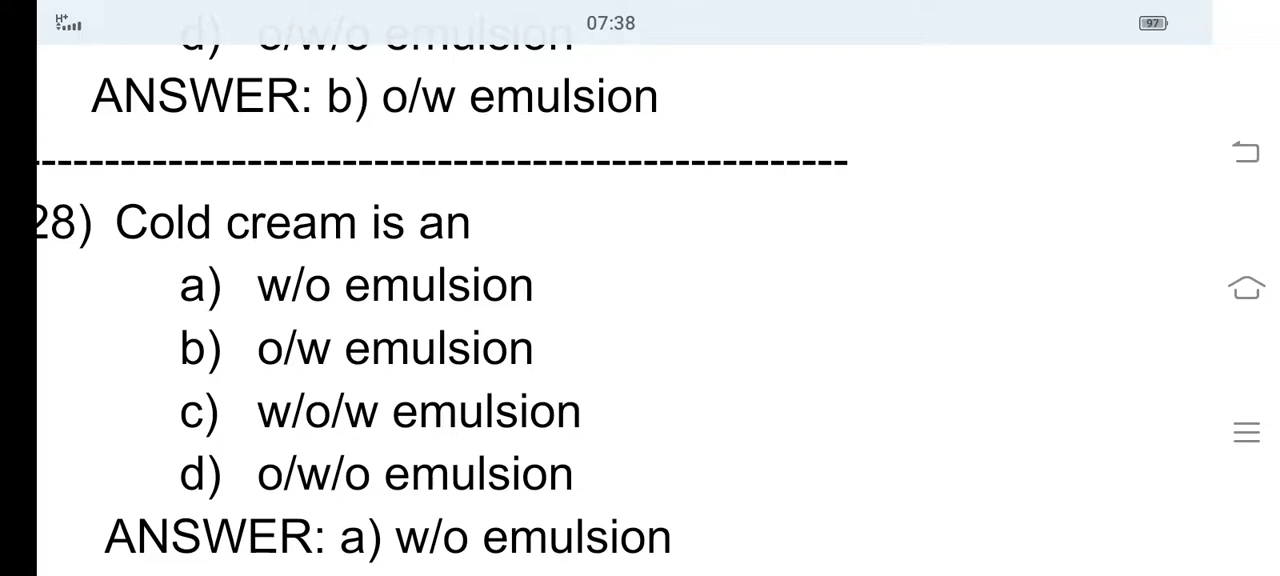 H+ 07:38 97
d) o/w/o emulsion
ANSWER: b) o/w emulsion
--------------------------------------------------
28) Cold cream is an
a) w/o emulsion
b) o/w emulsion
c) w/o/w emulsion
d) o/w/o emulsion
ANSWER: a) w/o emulsion